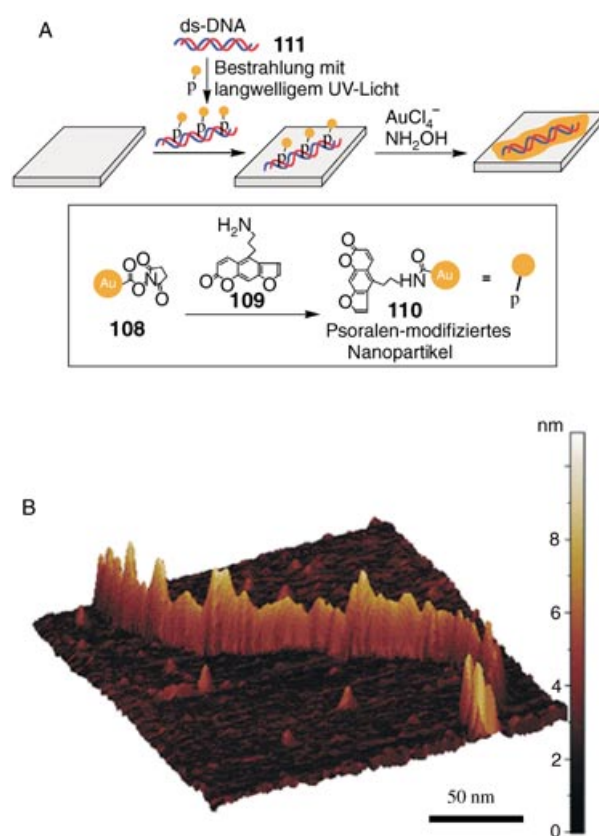 A
ds-DNA 111
p
Bestrahlung mit
langwelligem UV-Licht
p p p
p p p
AuCl4⁻
NH2OH
H2N
O O O
109
Au O O N O O
108
O O O HN O Au
110
= p
Psoralen-modifiziertes
Nanopartikel
B
nm
8
6
4
2
0
50 nm